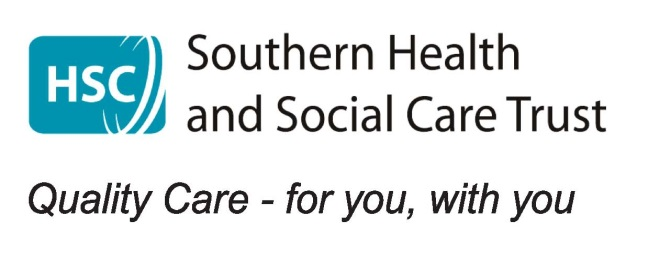 HSC
Southern Health
and Social Care Trust
Quality Care - for you, with you